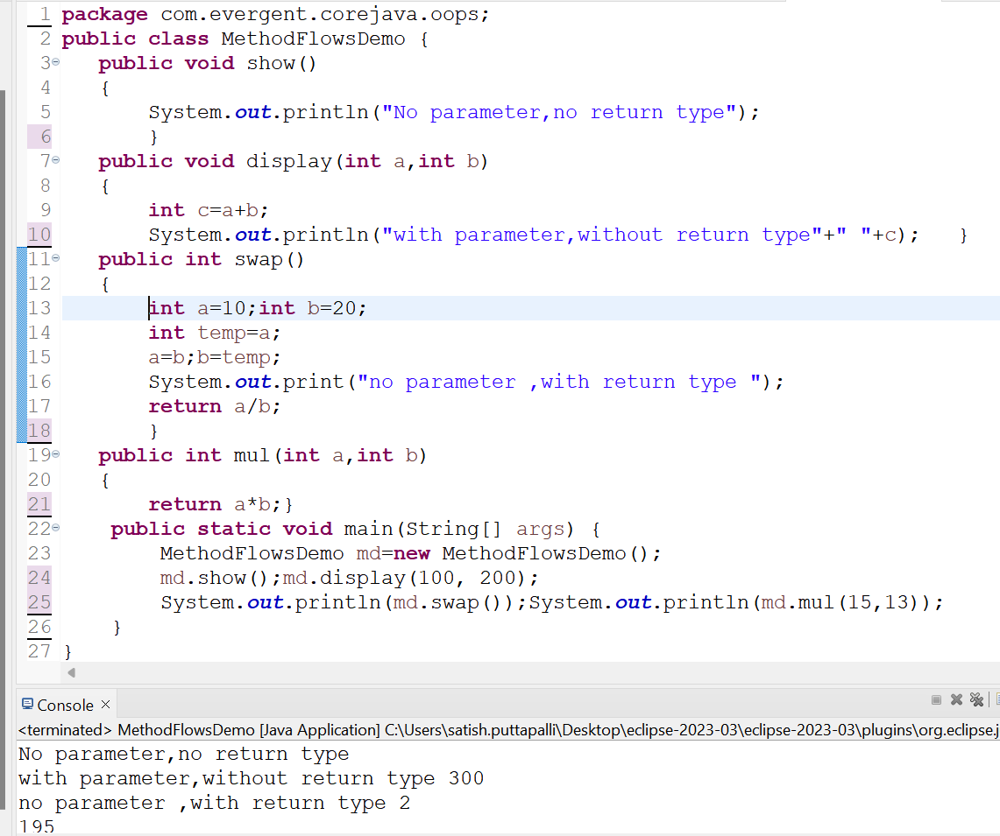 1 package com.evergent.corejava.oops;
2 public class MethodFlowsDemo {
3 public void show()
4 {
5 System.out.println("No parameter,no return type");
6 }
7 public void display(int a,int b)
8 {
9 int c=a+b;
10 System.out.println("with parameter,without return type"+" "+c); }
11 public int swap()
12 {
13 int a=10;int b=20;
14 int temp=a;
15 a=b;b=temp;
16 System.out.print("no parameter ,with return type ");
17 return a/b;
18 }
19 public int mul(int a,int b)
20 {
21 return a*b;}
22 public static void main(String[] args) {
23 MethodFlowsDemo md=new MethodFlowsDemo();
24 md.show();md.display(100, 200);
25 System.out.println(md.swap());System.out.println(md.mul(15,13));
26 }
27 }
Console
<terminated> MethodFlowsDemo [Java Application] C:\Users\satish.puttapalli\Desktop\eclipse-2023-03\eclipse-2023-03\plugins\org.eclipse.j
No parameter,no return type
with parameter,without return type 300
no parameter ,with return type 2
195